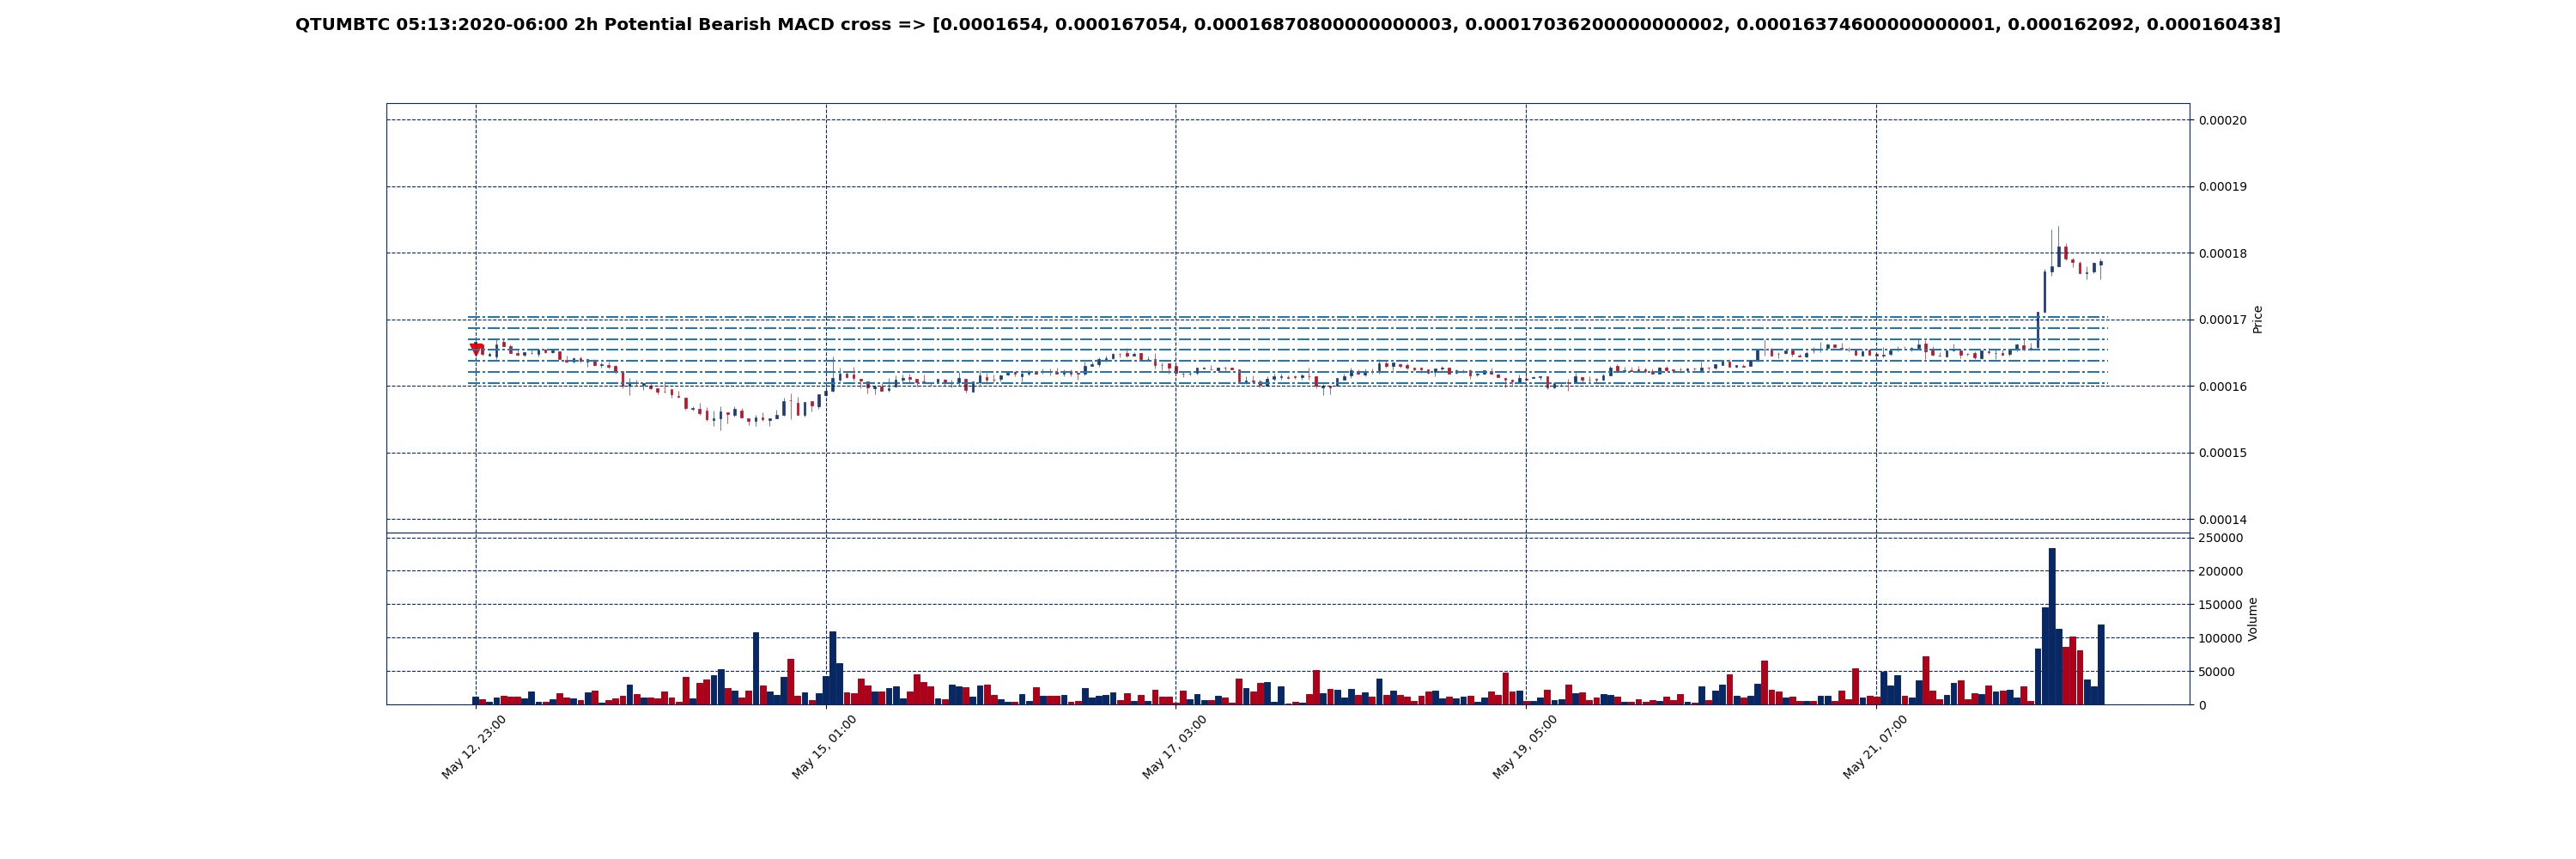 QTUMBTC 05:13:2020-06:00 2h Potential Bearish MACD cross => [0.0001654, 0.000167054, 0.00016870800000000003, 0.00017036200000000002, 0.00016374600000000001, 0.000162092, 0.000160438]
0.00020
0.00019
0.00018
0.00017
0.00016
0.00015
0.00014
Price
250000
200000
150000
100000
50000
0
Volume
May 12, 23:00
May 15, 01:00
May 17, 03:00
May 19, 05:00
May 21, 07:00